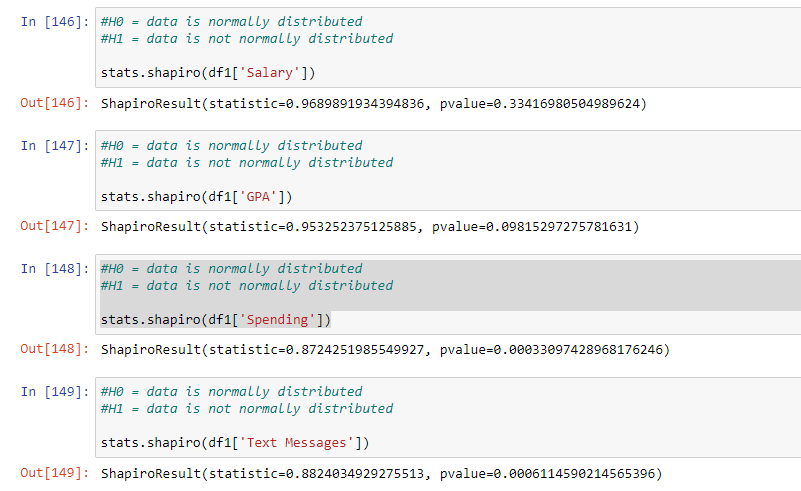 In [146]: #H0 = data is normally distributed
#H1 = data is not normally distributed
stats.shapiro(df1['Salary'])
Out[146]: ShapiroResult(statistic=0.9689891934394836, pvalue=0.33416980504989624)
In [147]: #H0 = data is normally distributed
#H1 = data is not normally distributed
stats.shapiro(df1['GPA'])
Out[147]: ShapiroResult(statistic=0.953252375125885, pvalue=0.09815297275781631)
In [148]: #H0 = data is normally distributed
#H1 = data is not normally distributed
stats.shapiro(df1['Spending'])
Out[148]: ShapiroResult(statistic=0.8724251985549927, pvalue=0.00033097428968176246)
In [149]: #H0 = data is normally distributed
#H1 = data is not normally distributed
stats.shapiro(df1['Text Messages'])
Out[149]: ShapiroResult(statistic=0.8824034929275513, pvalue=0.0006114590214565396)